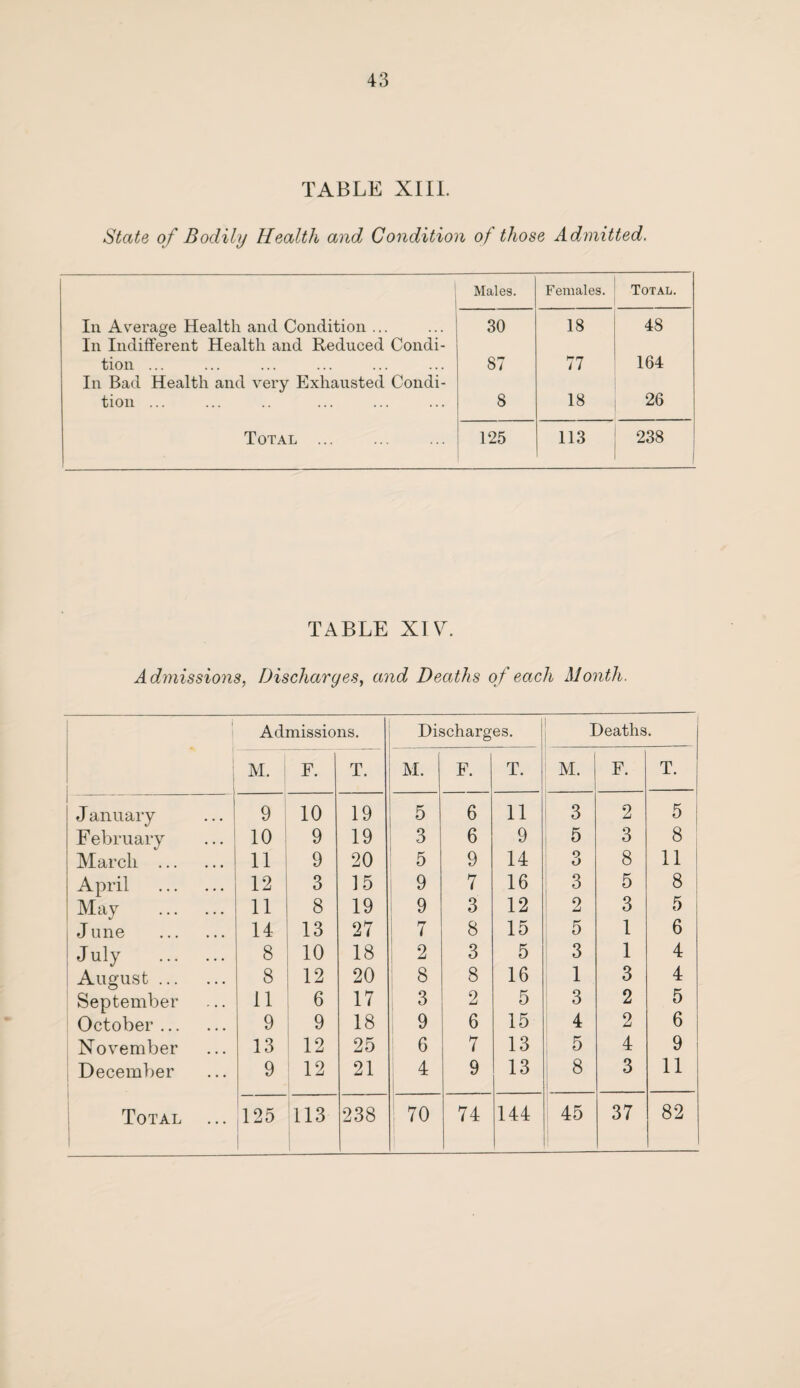 43
TABLE XIII.
State of Bodily Health and Condition of those Admitted.
Males. Females. Total.
In Average Health and Condition ... ... 30 18 48
In Indifferent Health and Reduced Condi-
tion ... ... ... ... ... ... 87 77 164
In Bad Health and very Exhausted Condi-
tion ... ... .. ... ... ... 8 18 26
Total ... ... ... 125 113 238
TABLE XIV.
Admissions, Discharges, and Deaths of each Month.
Admissions. Discharges. Deaths.
M. F. T. M. F. T. M. F. T.
January ... 9 10 19 5 6 11 3 2 5
February ... 10 9 19 3 6 9 5 3 8
March ... ... 11 9 20 5 9 14 3 8 11
April ... ... 12 3 15 9 7 16 3 5 8
May ... ... 11 8 19 9 3 12 2 3 5
June ... ... 14 13 27 7 8 15 5 1 6
July ... ... 8 10 18 2 3 5 3 1 4
August ... ... 8 12 20 8 8 16 1 3 4
September ... 11 6 17 3 2 5 3 2 5
October ... ... 9 9 18 9 6 15 4 2 6
November ... 13 12 25 6 7 13 5 4 9
December ... 9 12 21 4 9 13 8 3 11
Total ... 125 113 238 70 74 144 45 37 82